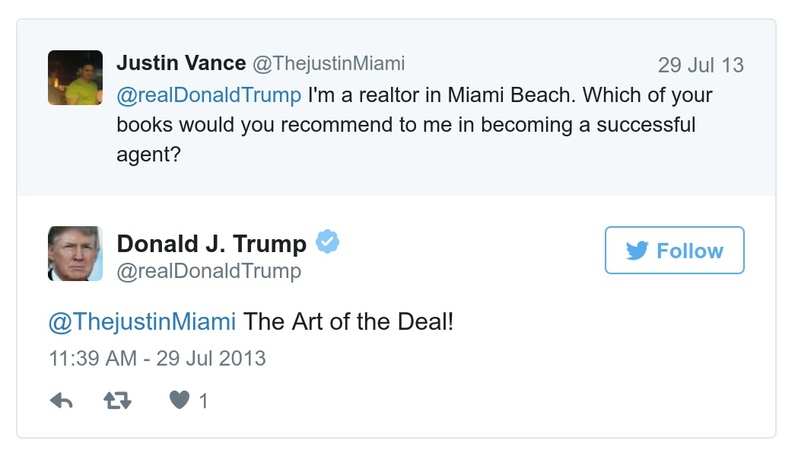 Justin Vance @ThejustinMiami 29 Jul 13
@realDonaldTrump I'm a realtor in Miami Beach. Which of your
books would you recommend to me in becoming a successful
agent?
Donald J. Trump
@realDonaldTrump
Follow
@ThejustinMiami The Art of the Deal!
11:39 AM - 29 Jul 2013
1